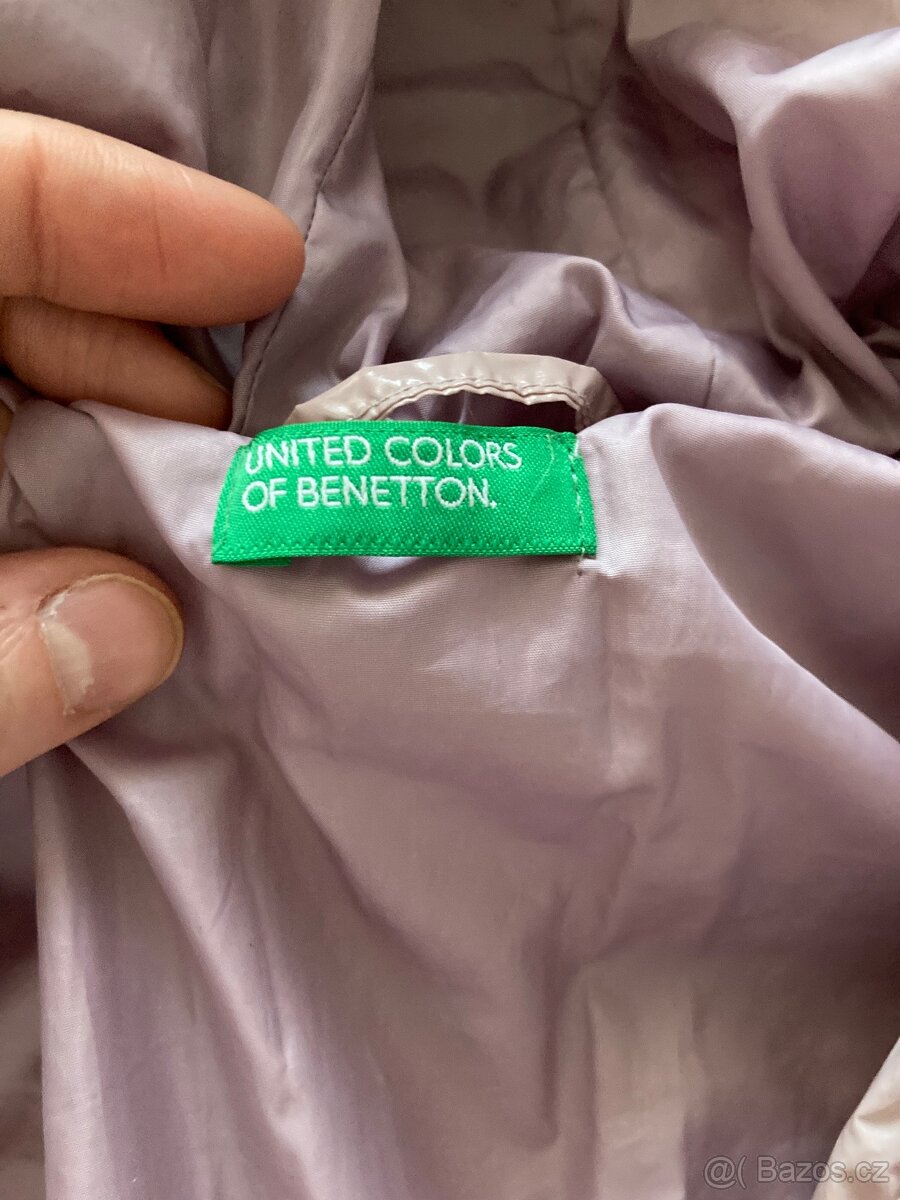 UNITED COLORS
OF BENETTON.
@( Bazos.cz